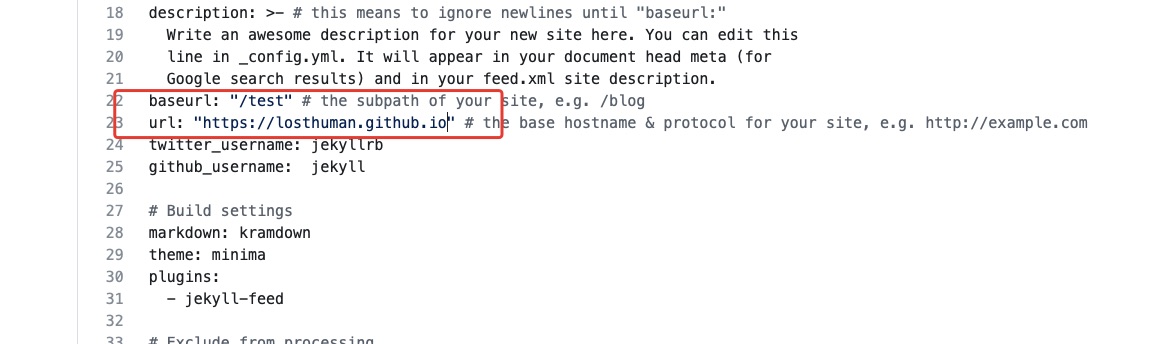 18 description: >- # this means to ignore newlines until "baseurl:"
19 Write an awesome description for your new site here. You can edit this
20 line in _config.yml. It will appear in your document head meta (for
21 Google search results) and in your feed.xml site description.
22 baseurl: "/test" # the subpath of your site, e.g. /blog
23 url: "https://losthuman.github.io" # the base hostname & protocol for your site, e.g. http://example.com
24 twitter_username: jekyllrb
25 github_username:  jekyll
26
27 # Build settings
28 markdown: kramdown
29 theme: minima
30 plugins:
31 - jekyll-feed
32
33 # Exclude from processing